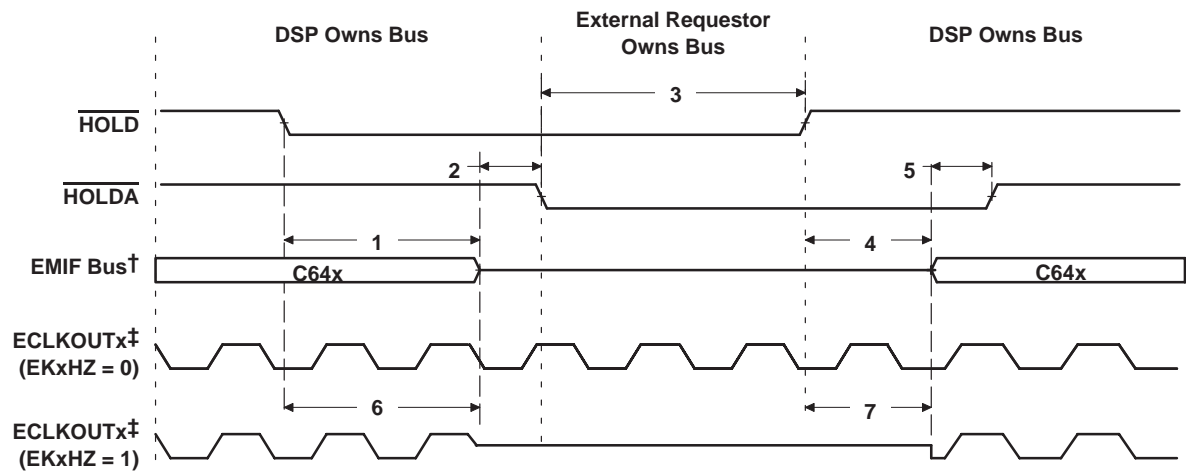 DSP Owns Bus
External Requestor
Owns Bus
DSP Owns Bus
3
HOLD
2
5
HOLDA
1
4
EMIF Bus†
C64x
C64x
ECLKOUTx‡
(EKxHZ = 0)
6
7
ECLKOUTx‡
(EKxHZ = 1)